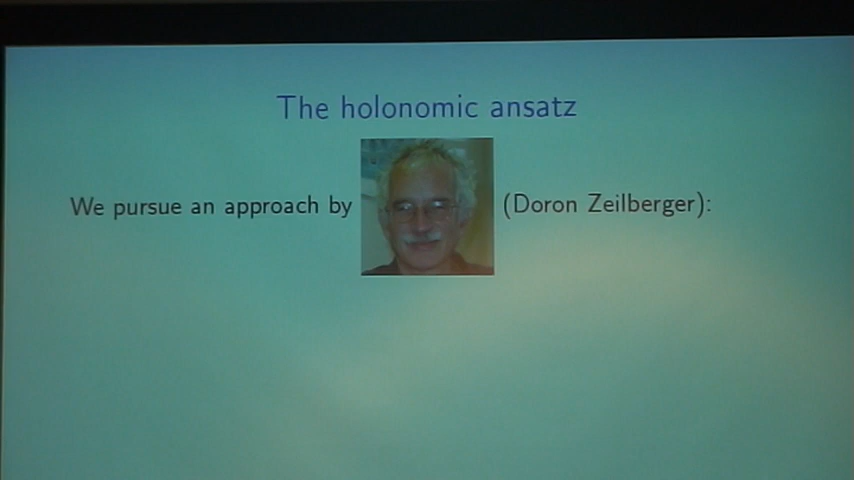 The holonomic ansatz
We pursue an approach by (Doron Zeilberger):